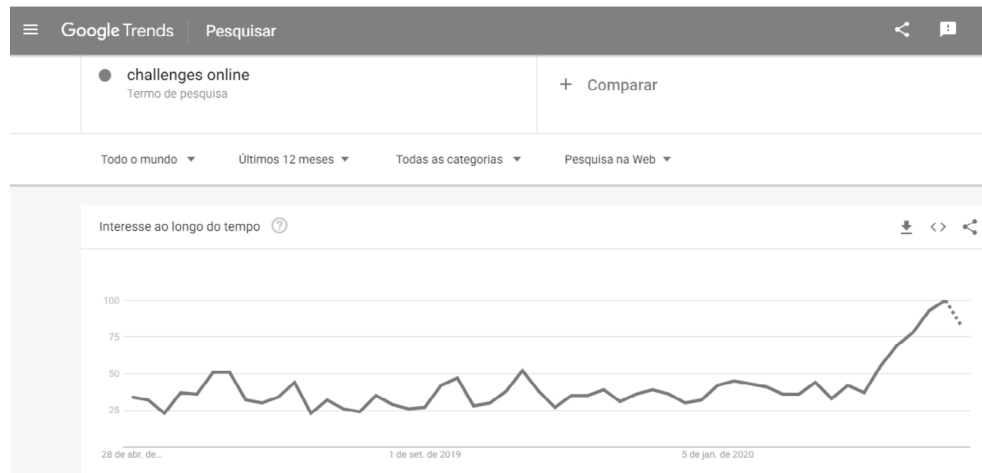 Google Trends Pesquisar
challenges online
Termo de pesquisa
+ Comparar
Todo o mundo Últimos 12 meses Todas as categorias Pesquisa na Web
Interesse ao longo do tempo ?
100
75
50
25
28 de abr. de... 1 de set. de 2019 5 de jan. de 2020